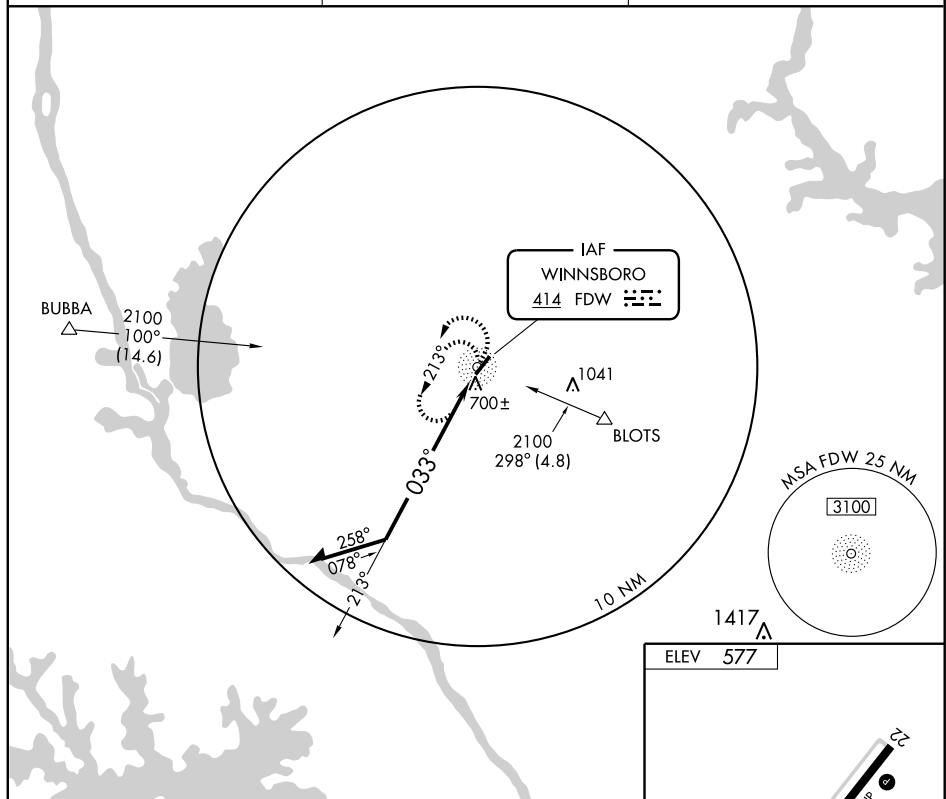 IAF
WINNSBORO
414 FDW
BUBBA
2100
100°
(14.6)
213°
1041
700±
BLOTS
2100
298° (4.8)
033°
MSA FDW 25 NM
3100
258°
078°
213°
10 NM
1417
ELEV 577
22
P